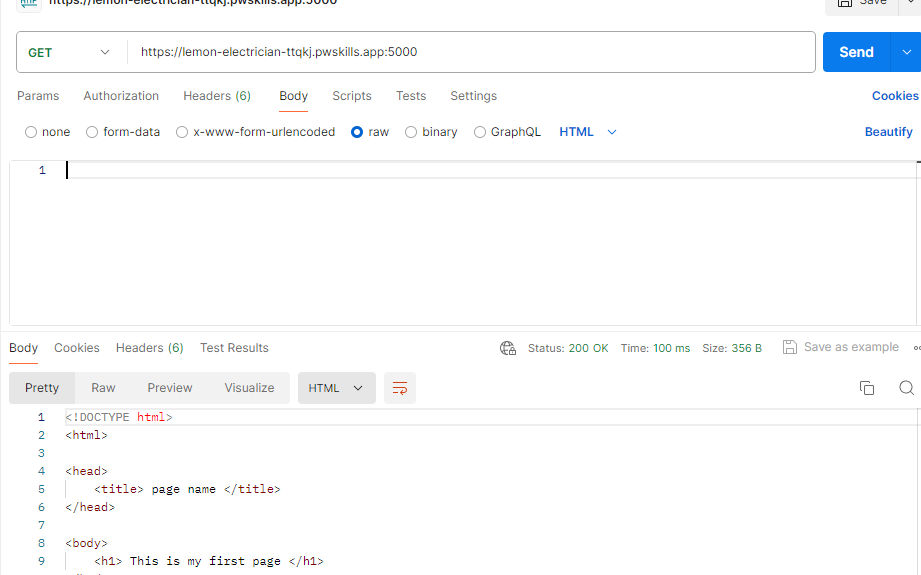 HTTP https://lemon-electrician-ttqkj.pwskills.app:5000 Save
GET https://lemon-electrician-ttqkj.pwskills.app:5000 Send
Params Authorization Headers (6) Body Scripts Tests Settings Cookies
none form-data x-www-form-urlencoded raw binary GraphQL HTML Beautify
1
Body Cookies Headers (6) Test Results Status: 200 OK Time: 100 ms Size: 356 B Save as example
Pretty Raw Preview Visualize HTML
1 <!DOCTYPE html>
2 <html>
3
4 <head>
5 <title> page name </title>
6 </head>
7
8 <body>
9 <h1> This is my first page </h1>